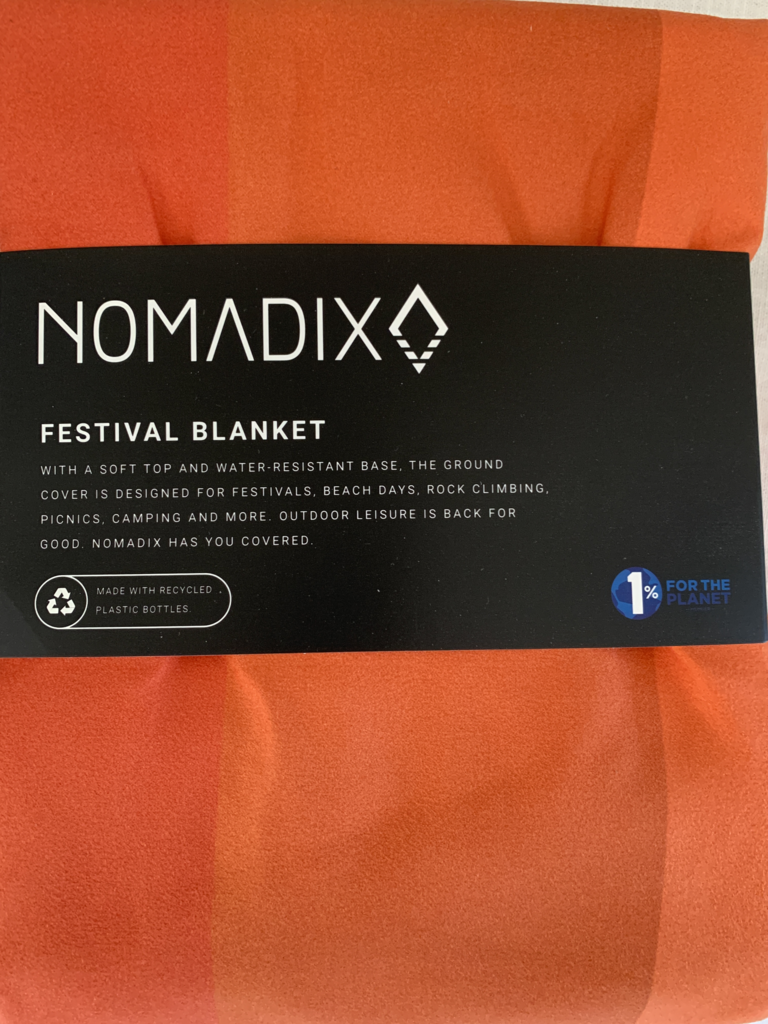 NOMADIX
FESTIVAL BLANKET
WITH A SOFT TOP AND WATER-RESISTANT BASE, THE GROUND
COVER IS DESIGNED FOR FESTIVALS, BEACH DAYS, ROCK CLIMBING,
PICNICS, CAMPING AND MORE. OUTDOOR LEISURE IS BACK FOR
GOOD. NOMADIX HAS YOU COVERED.
MADE WITH RECYCLED
PLASTIC BOTTLES.
1% FOR THE
PLANET